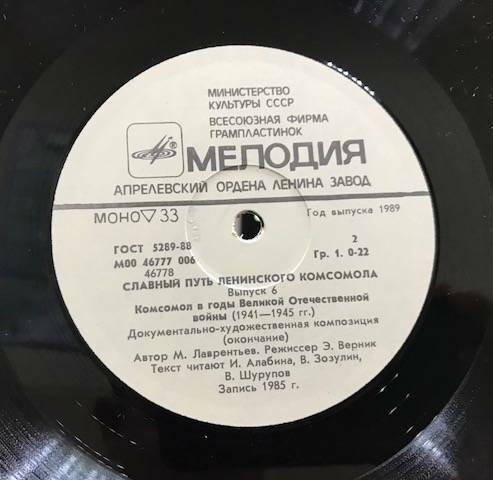 МИНИСТЕРСТВО
КУЛЬТУРЫ СССР
ВСЕСОЮЗНАЯ ФИРМА
ГРАМПЛАСТИНОК
МЕЛОДИЯ
АПРЕЛЕВСКИЙ ОРДЕНА ЛЕНИНА ЗАВОД
МОНО ▽ 33
Год выпуска 1989
ГОСТ 5289-88
2
М00 46777 006
Гр. 1. 0-22
46778
СЛАВНЫЙ ПУТЬ ЛЕНИНСКОГО КОМСОМОЛА
Выпуск 6
Комсомол в годы Великой Отечественной
войны (1941—1945 гг.)
Документально-художественная композиция
(окончание)
Автор М. Лаврентьев. Режиссер Э. Верник
Текст читают И. Алабина, В. Зозулин,
В. Шурупов
Запись 1985 г.